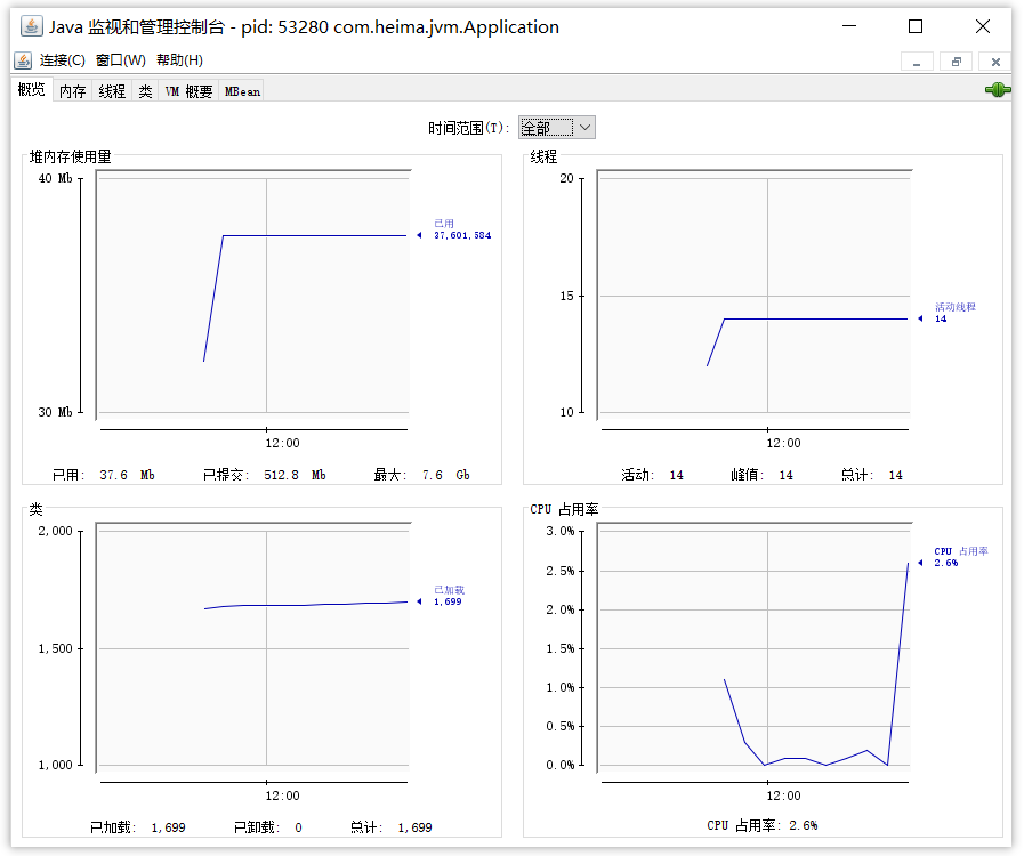 Java 监视和管理控制台 - pid: 53280 com.heima.jvm.Application
连接(C) 窗口(W) 帮助(H)
概览 内存 线程 类 VM 概要 MBean
时间范围(T): 全部
堆内存使用量
40 Mb
已用
37,601,584
30 Mb
12:00
已用: 37.6 Mb 已提交: 512.8 Mb 最大: 7.6 Gb
线程
20
15
活动线程
14
10
12:00
活动: 14 峰值: 14 总计: 14
类
2,000
已加载
1,699
1,500
1,000
12:00
已加载: 1,699 已卸载: 0 总计: 1,699
CPU 占用率
3.0%
CPU 占用率
2.6%
2.5%
2.0%
1.5%
1.0%
0.5%
0.0%
12:00
CPU 占用率: 2.6%